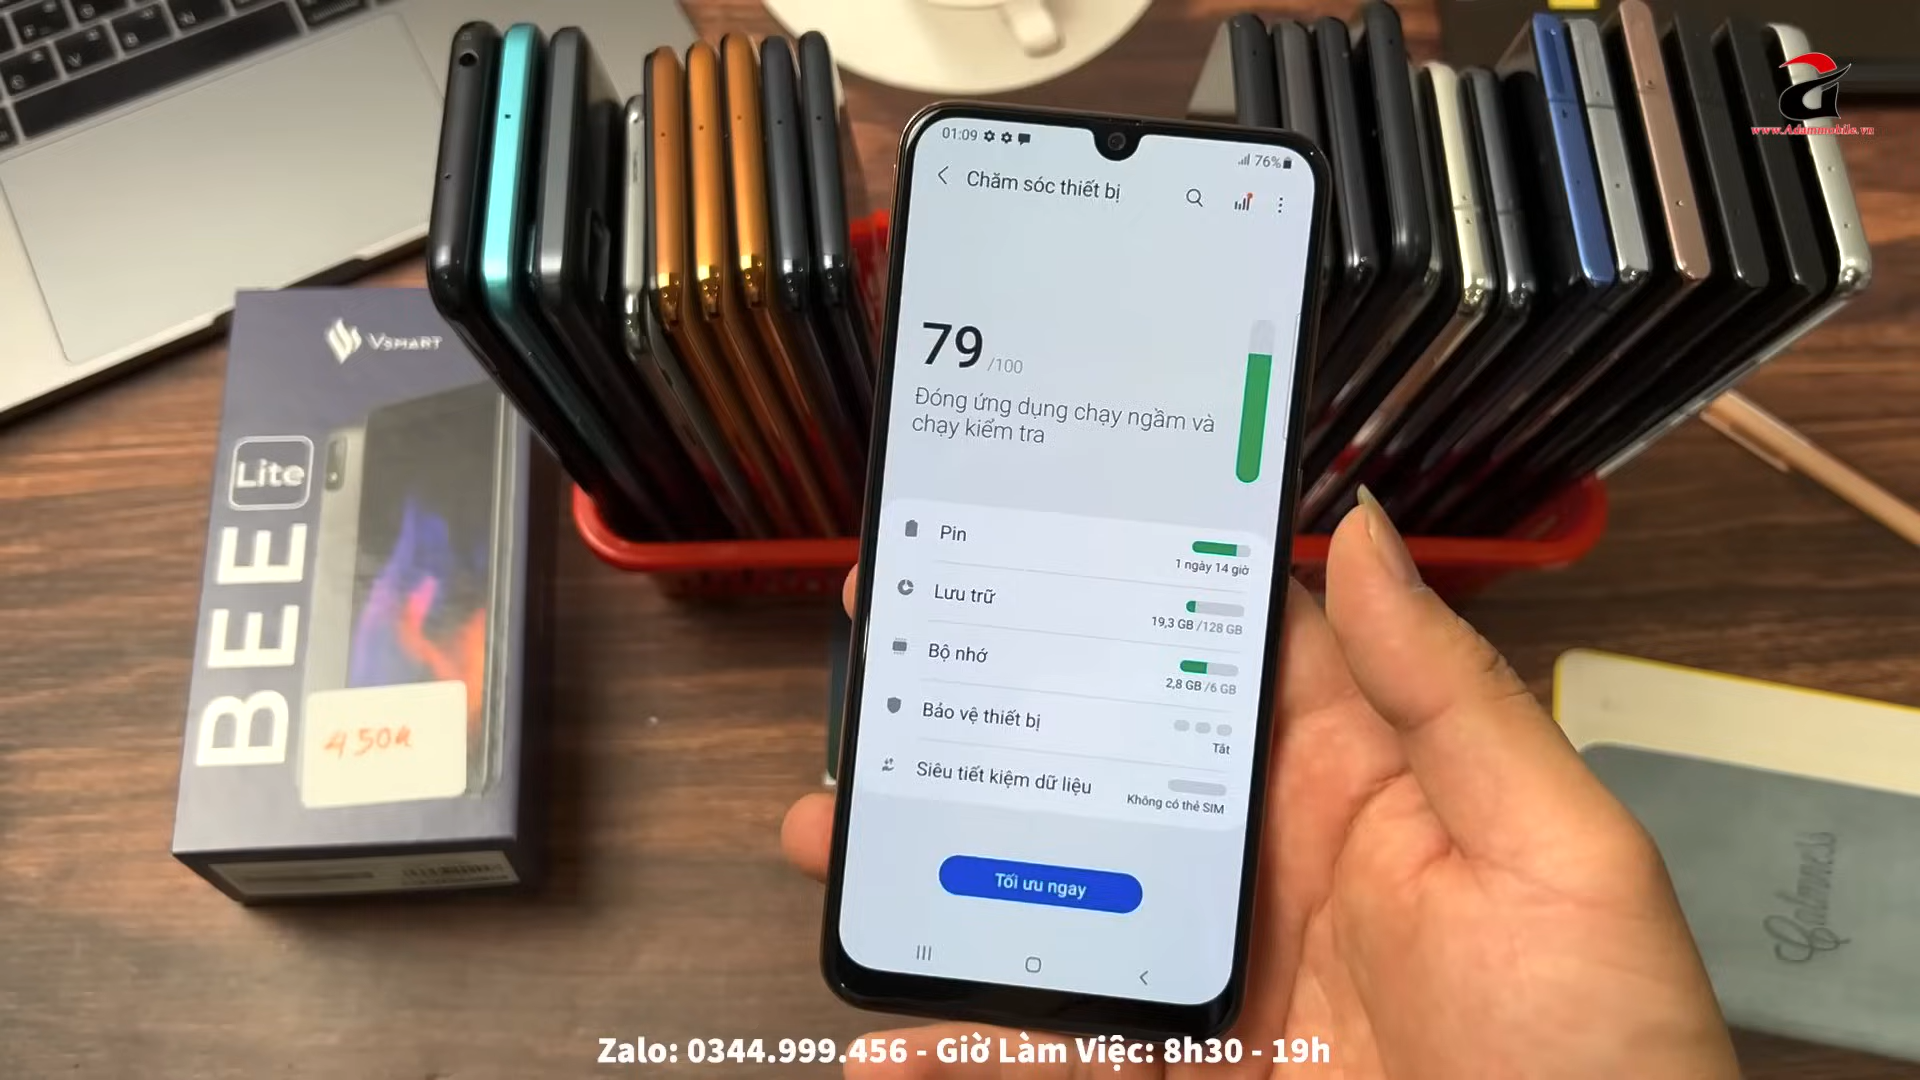 www.Adammobile.vn
01:09
76%
Chăm sóc thiết bị
79 /100
Đóng ứng dụng chạy ngầm và
chạy kiểm tra
Pin
1 ngày 14 giờ
Lưu trữ
19,3 GB /128 GB
Bộ nhớ
2,8 GB /6 GB
Bảo vệ thiết bị
Tắt
Siêu tiết kiệm dữ liệu
Không có thẻ SIM
Tối ưu ngay
VSMART
Lite
BEE
450k
Zalo: 0344.999.456 - Giờ Làm Việc: 8h30 - 19h